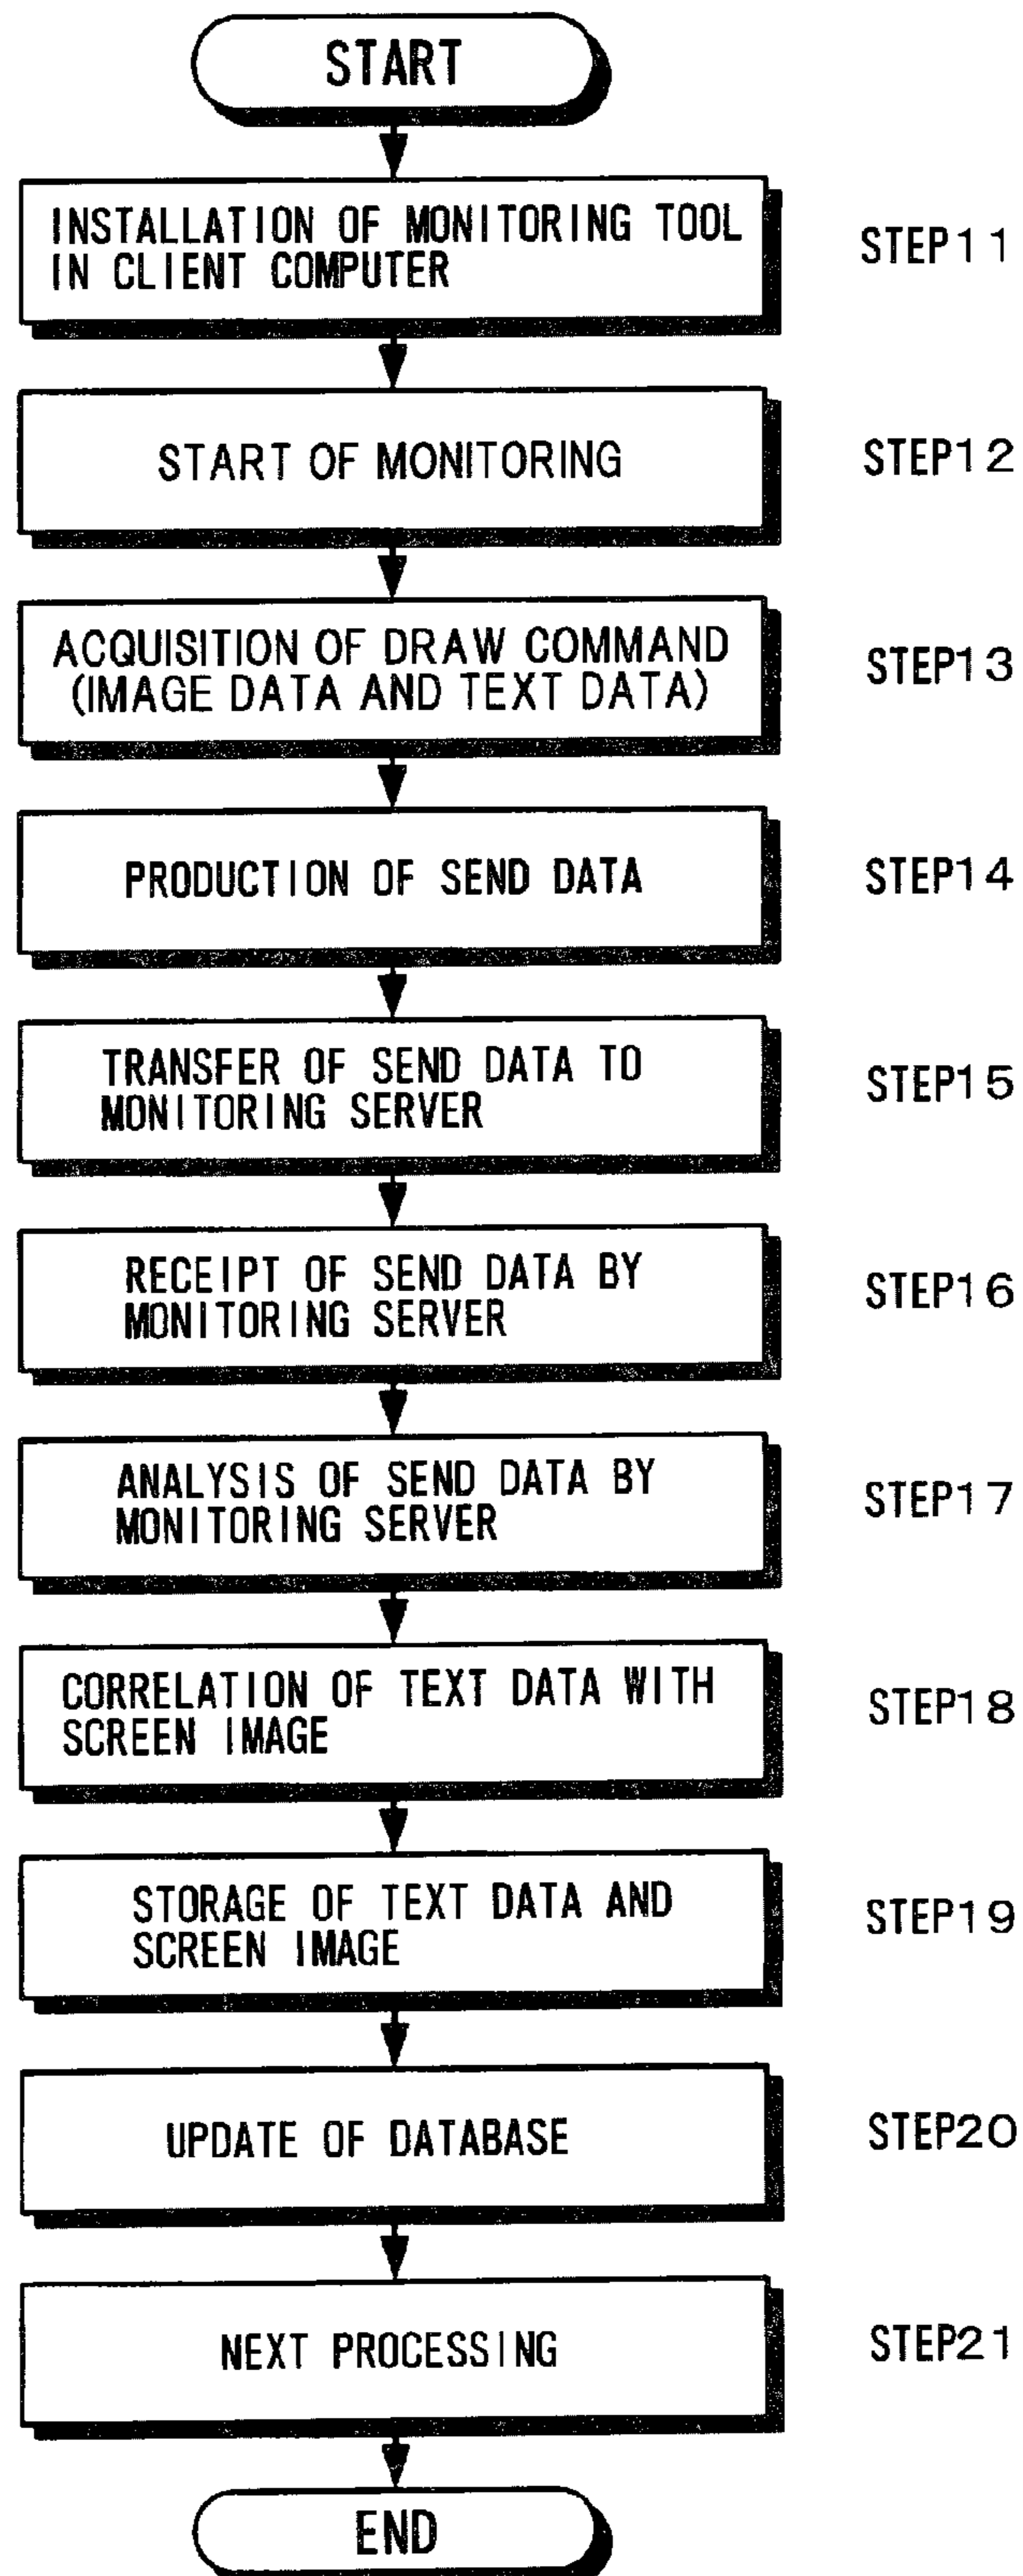 START
INSTALLATION OF MONITORING TOOL
IN CLIENT COMPUTER
STEP11
START OF MONITORING
STEP12
ACQUISITION OF DRAW COMMAND
(IMAGE DATA AND TEXT DATA)
STEP13
PRODUCTION OF SEND DATA
STEP14
TRANSFER OF SEND DATA TO
MONITORING SERVER
STEP15
RECEIPT OF SEND DATA BY
MONITORING SERVER
STEP16
ANALYSIS OF SEND DATA BY
MONITORING SERVER
STEP17
CORRELATION OF TEXT DATA WITH
SCREEN IMAGE
STEP18
STORAGE OF TEXT DATA AND
SCREEN IMAGE
STEP19
UPDATE OF DATABASE
STEP20
NEXT PROCESSING
STEP21
END